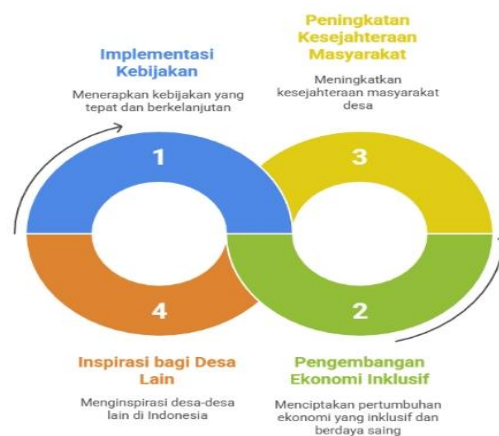 Implementasi
Kebijakan
Menerapkan kebijakan yang
tepat dan berkelanjutan
1
Pengembangan
Ekonomi Inklusif
Menciptakan pertumbuhan
ekonomi yang inklusif dan
berdaya saing
2
Peningkatan
Kesejahteraan
Masyarakat
Meningkatkan
kesejahteraan masyarakat
desa
3
Inspirasi bagi Desa
Lain
Menginspirasi desa-desa
lain di Indonesia
4